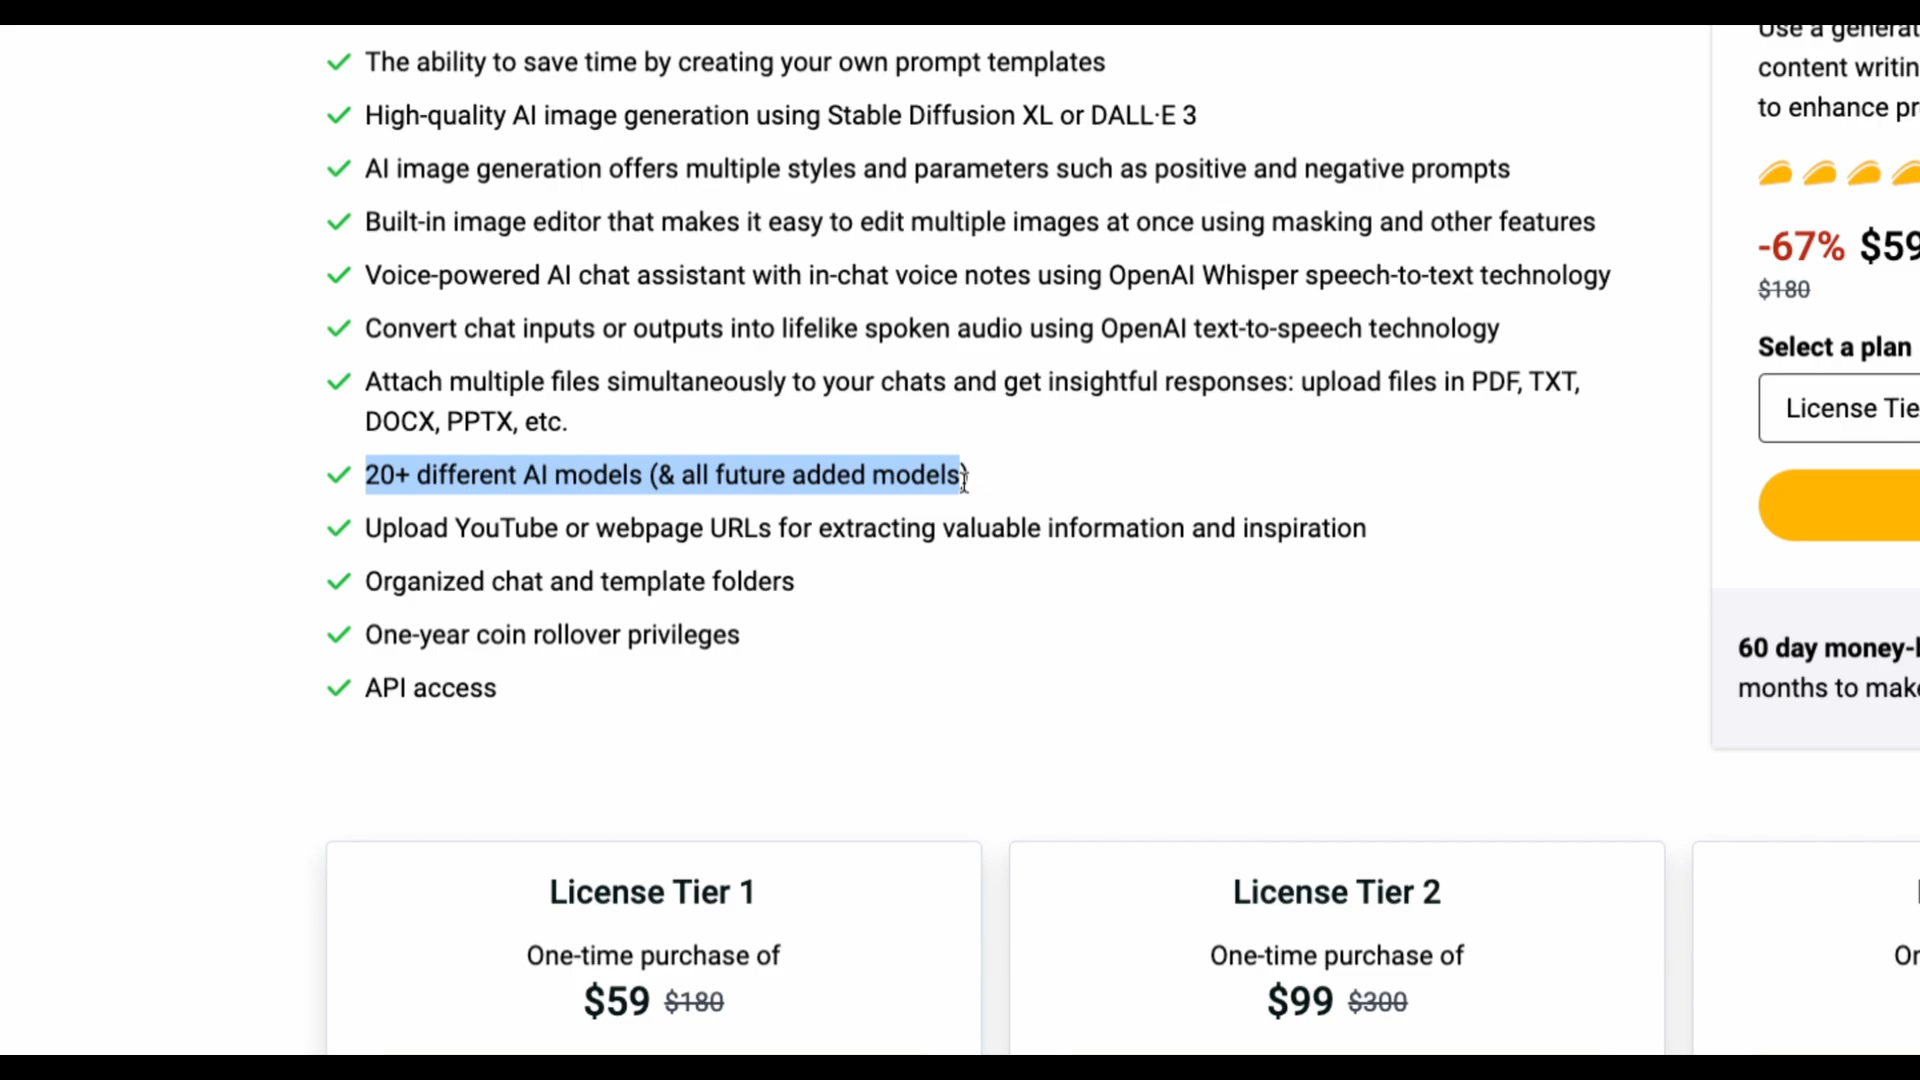 The ability to save time by creating your own prompt templates
High-quality AI image generation using Stable Diffusion XL or DALL·E 3
AI image generation offers multiple styles and parameters such as positive and negative prompts
Built-in image editor that makes it easy to edit multiple images at once using masking and other features
Voice-powered AI chat assistant with in-chat voice notes using OpenAI Whisper speech-to-text technology
Convert chat inputs or outputs into lifelike spoken audio using OpenAI text-to-speech technology
Attach multiple files simultaneously to your chats and get insightful responses: upload files in PDF, TXT,
DOCX, PPTX, etc.
20+ different AI models (& all future added models)
Upload YouTube or webpage URLs for extracting valuable information and inspiration
Organized chat and template folders
One-year coin rollover privileges
API access
Use a
content
to enhance
-67% $59
$180
Select a plan
License
60 day
months to
License Tier 1
One-time purchase of
$59 $180
License Tier 2
One-time purchase of
$99 $300